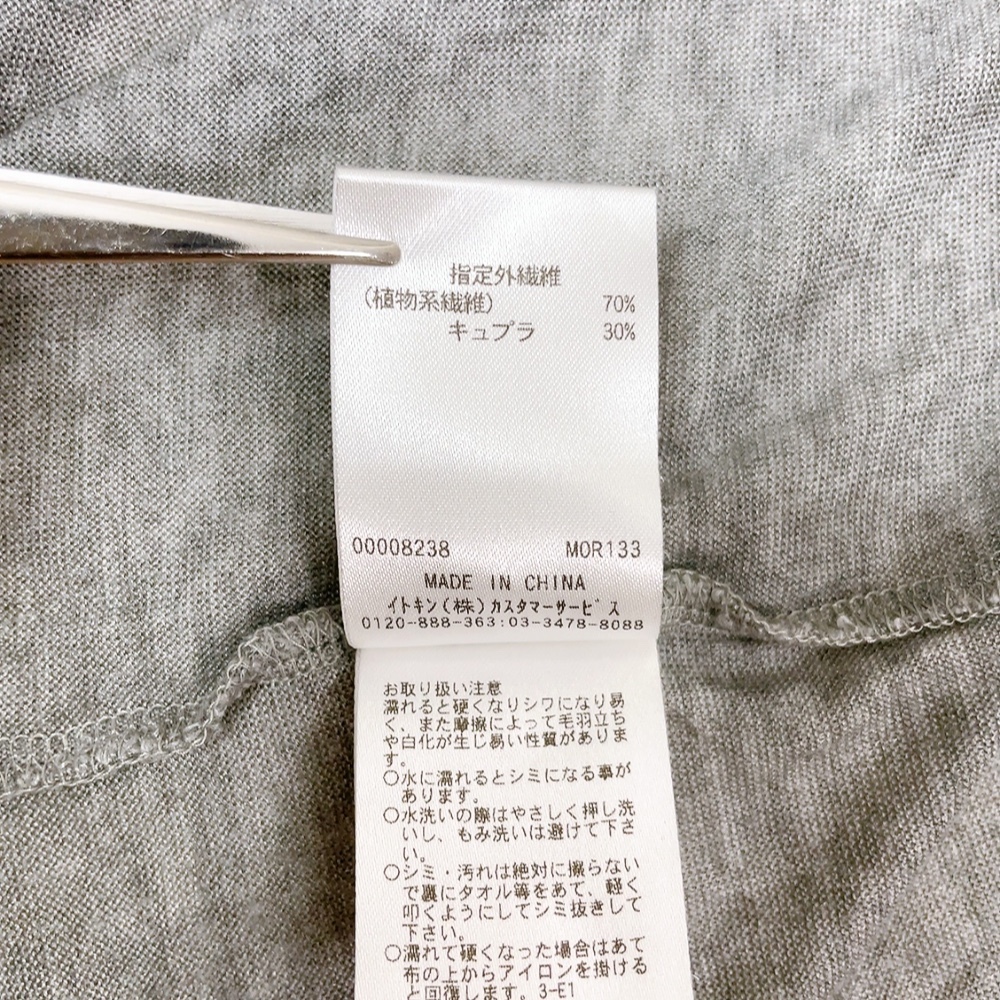 指定外繊維
(植物系繊維) 70%
キュプラ 30%
00008238 MOR133
MADE IN CHINA
イトキン(株)カスタマーサービス
0120-888-363:03-3478-8088
お取り扱い注意
濡れると硬くなりシワになり易
く、また摩擦によって毛羽立ち
や白化が生じ易い性質がありま
す。
○水に濡れるとシミになる事が
あります。
○水洗いの際はやさしく押し洗
いし、もみ洗いは避けて下さ
い。
○シミ・汚れは絶対に擦らない
で裏にタオル等をあて、軽く
叩くようにしてシミ抜きして
下さい。
○濡れて硬くなった場合はあて
布の上からアイロンを掛ける
と回復します。3-E1